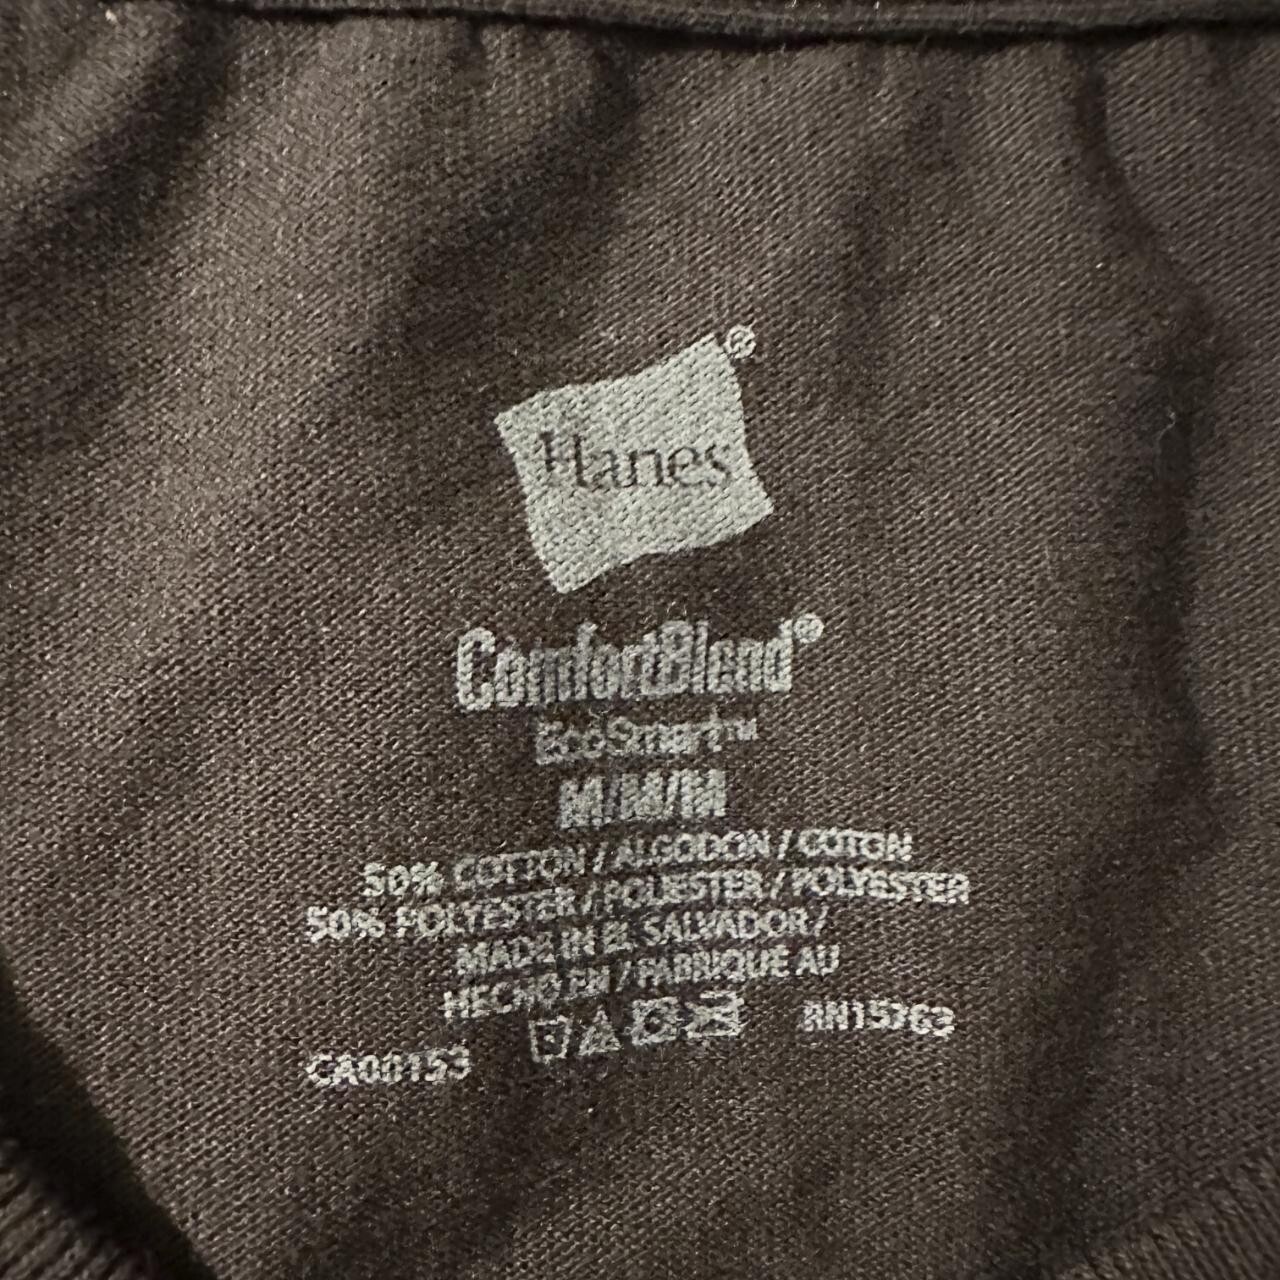 Hanes®
ComfortBlend®
EcoSmart™
M/M/M
50% COTTON / ALGODON / COTON
50% POLYESTER / POLIESTER / POLYESTER
MADE IN EL SALVADOR /
HECHO EN / FABRIQUE AU
CA00153
RN15763